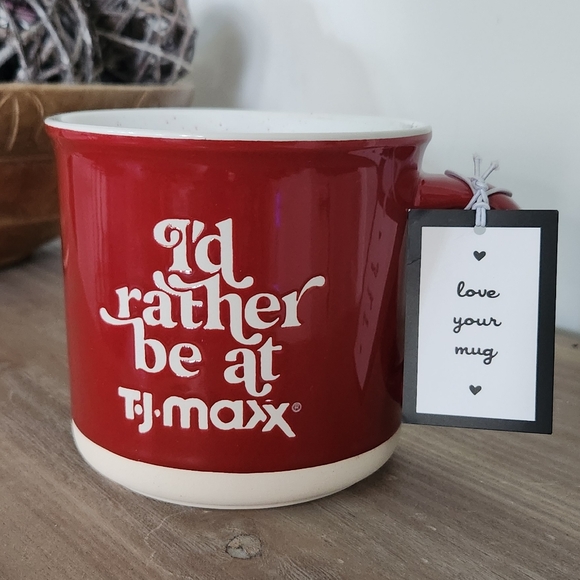 I'd
rather
be at
T·J·maxx®
love
your
mug